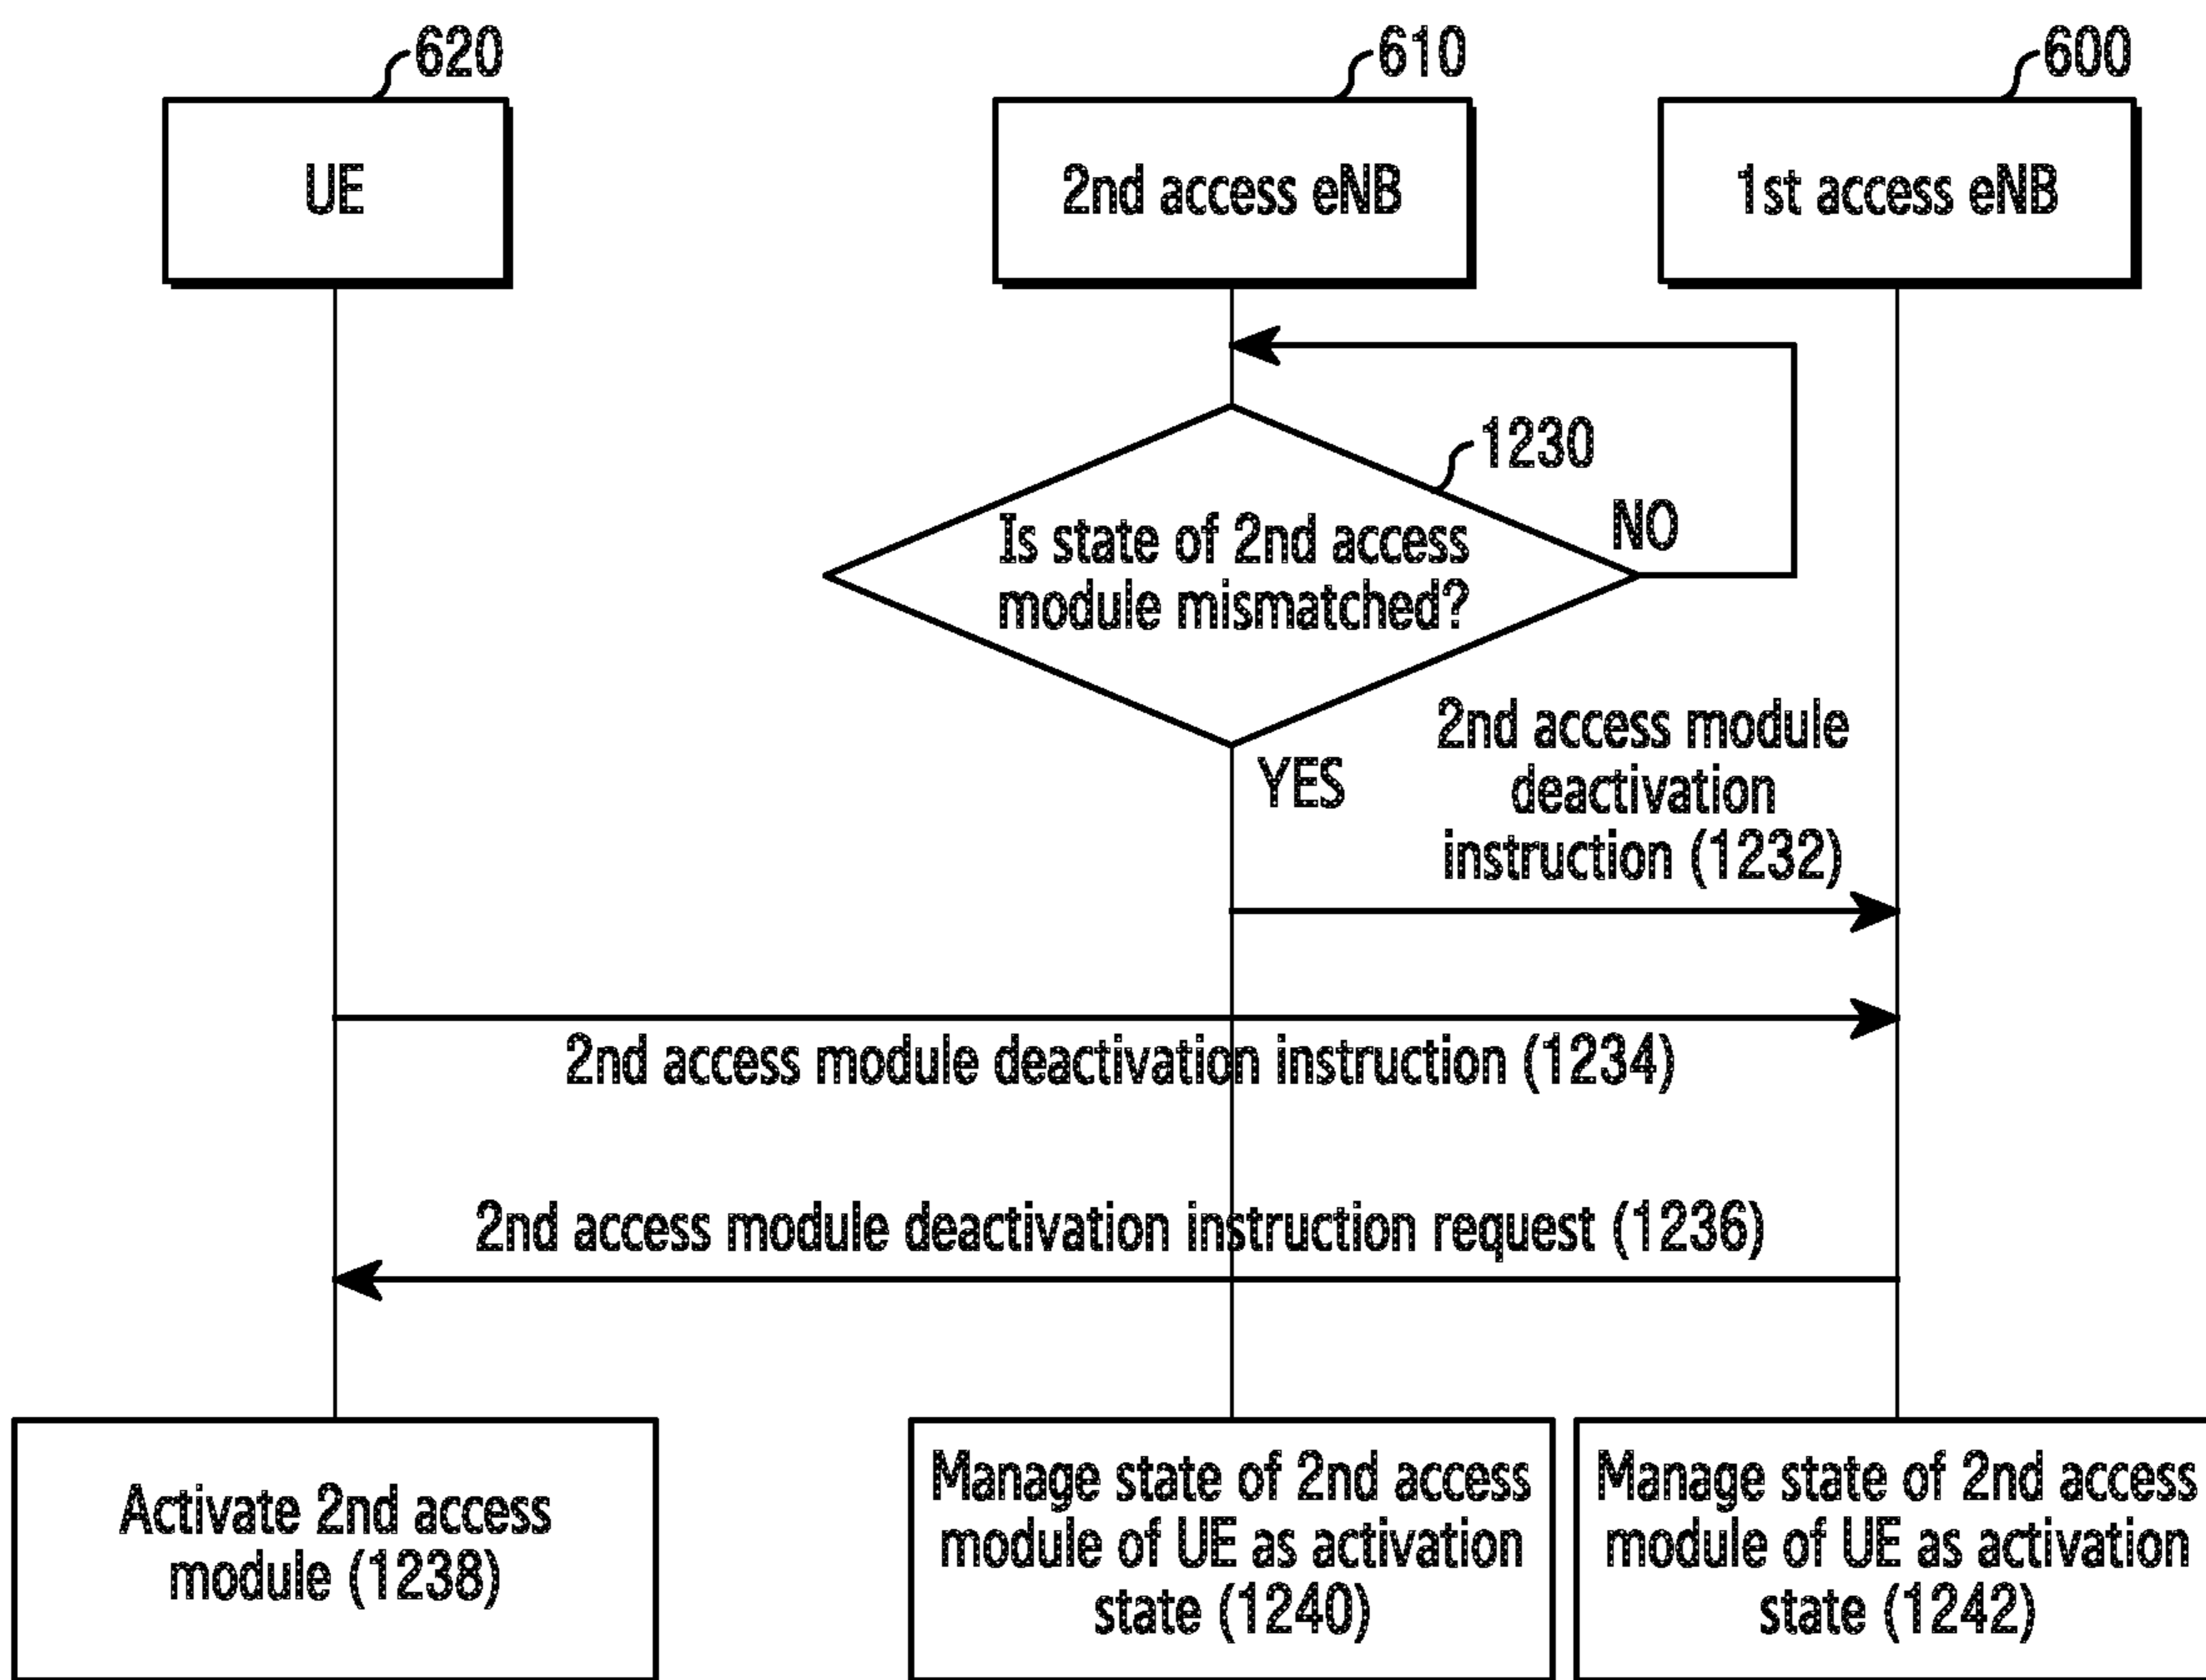 620
610
600
UE
2nd access eNB
1st access eNB
1230
Is state of 2nd access
module mismatched?
NO
YES
2nd access module
deactivation
instruction (1232)
2nd access module deactivation instruction (1234)
2nd access module deactivation instruction request (1236)
Activate 2nd access
module (1238)
Manage state of 2nd access
module of UE as activation
state (1240)
Manage state of 2nd access
module of UE as activation
state (1242)